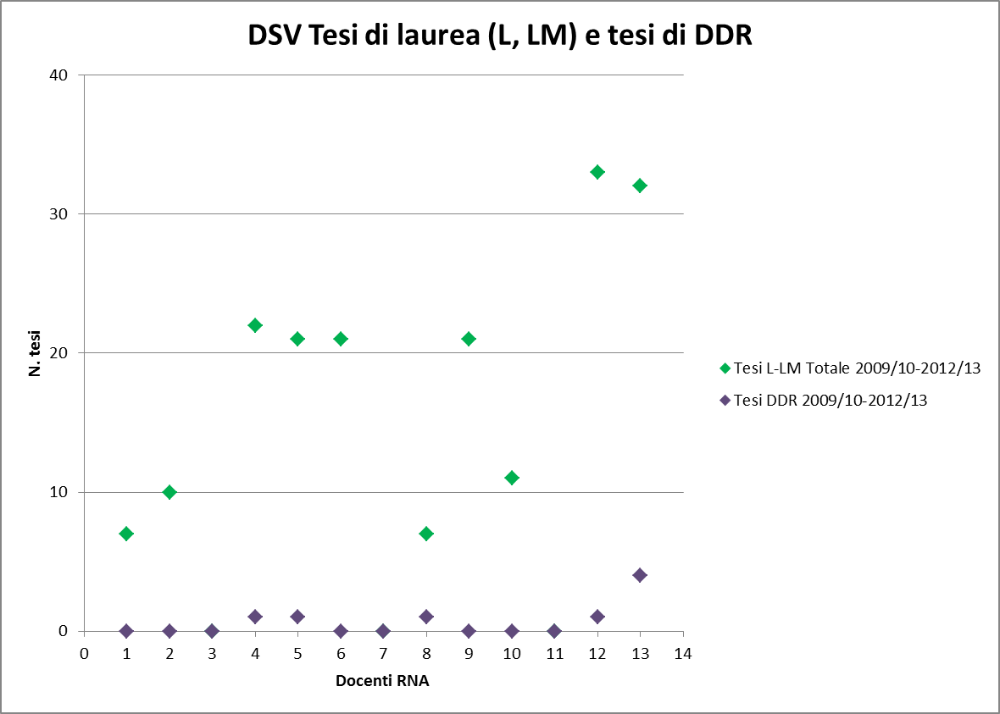 DSV Tesi di laurea (L, LM) e tesi di DDR
40
30
20
10
0
N. tesi
0 1 2 3 4 5 6 7 8 9 10 11 12 13 14
Docenti RNA
Tesi L-LM Totale 2009/10-2012/13
Tesi DDR 2009/10-2012/13